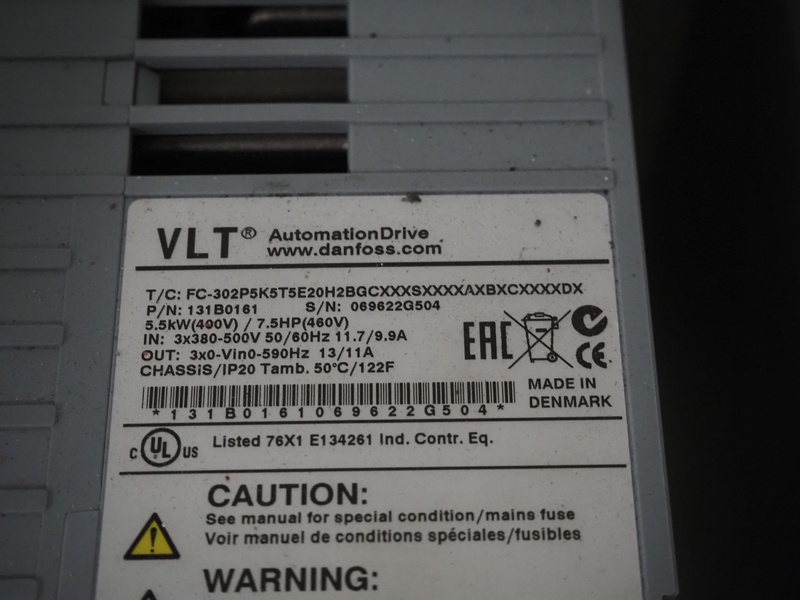 VLT® AutomationDrive
www.danfoss.com
T/C: FC-302P5K5T5E20H2BGCXXXSXXXXAXBXCXXXXDX
P/N: 131B0161 S/N: 069622G504
5.5kW(400V) / 7.5HP(460V)
IN: 3x380-500V 50/60Hz 11.7/9.9A
OUT: 3x0-Vin0-590Hz 13/11A
CHASSiS/IP20 Tamb. 50°C/122F
EAC
CE
*131B0161069622G504*
MADE IN
DENMARK
c UL US Listed 76X1 E134261 Ind. Contr. Eq.
CAUTION:
See manual for special condition/mains fuse
Voir manuel de conditions spéciales/fusibles
WARNING: